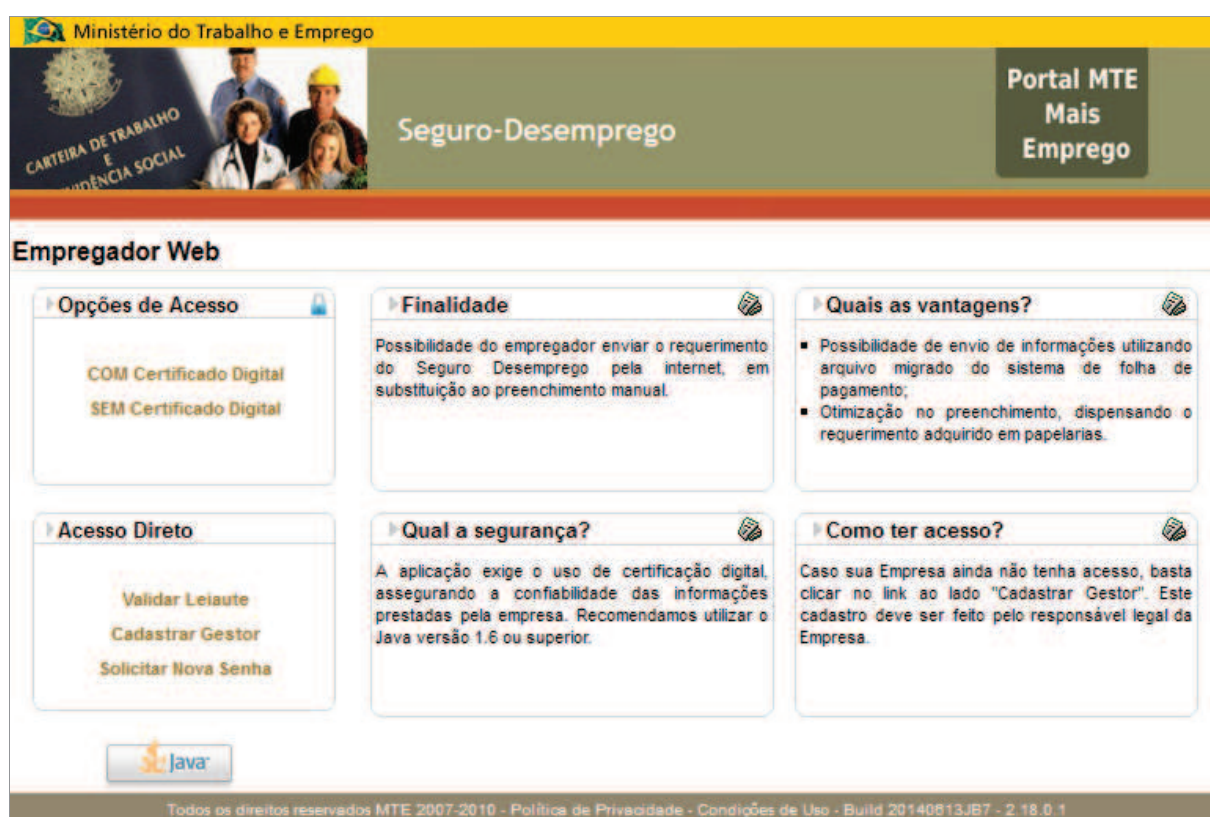 Ministério do Trabalho e Emprego
CARTEIRA DE TRABALHO
E
SOCIAL
Seguro-Desemprego
Portal MTE
Mais
Emprego
Empregador Web
Opções de Acesso
COM Certificado Digital
SEM Certificado Digital
Finalidade
Possibilidade do empregador enviar o requerimento
do Seguro Desemprego pela internet, em
substituição ao preenchimento manual.
Quais as vantagens?
Possibilidade de envio de informações utilizando
arquivo migrado do sistema de folha de
pagamento;
Otimização no preenchimento, dispensando o
requerimento adquirido em papelarias.
Acesso Direto
Validar Leiaute
Cadastrar Gestor
Solicitar Nova Senha
Qual a segurança?
A aplicação exige o uso de certificação digital,
assegurando a confiabilidade das informações
prestadas pela empresa. Recomendamos utilizar o
Java versão 1.6 ou superior.
Como ter acesso?
Caso sua Empresa ainda não tenha acesso, basta
clicar no link ao lado "Cadastrar Gestor". Este
cadastro deve ser feito pelo responsável legal da
Empresa.
Java
Todos os direitos reservados MTE 2007-2010 - Política de Privacidade - Condições de Uso - Build 20140613JB7 - 2.18.0.1